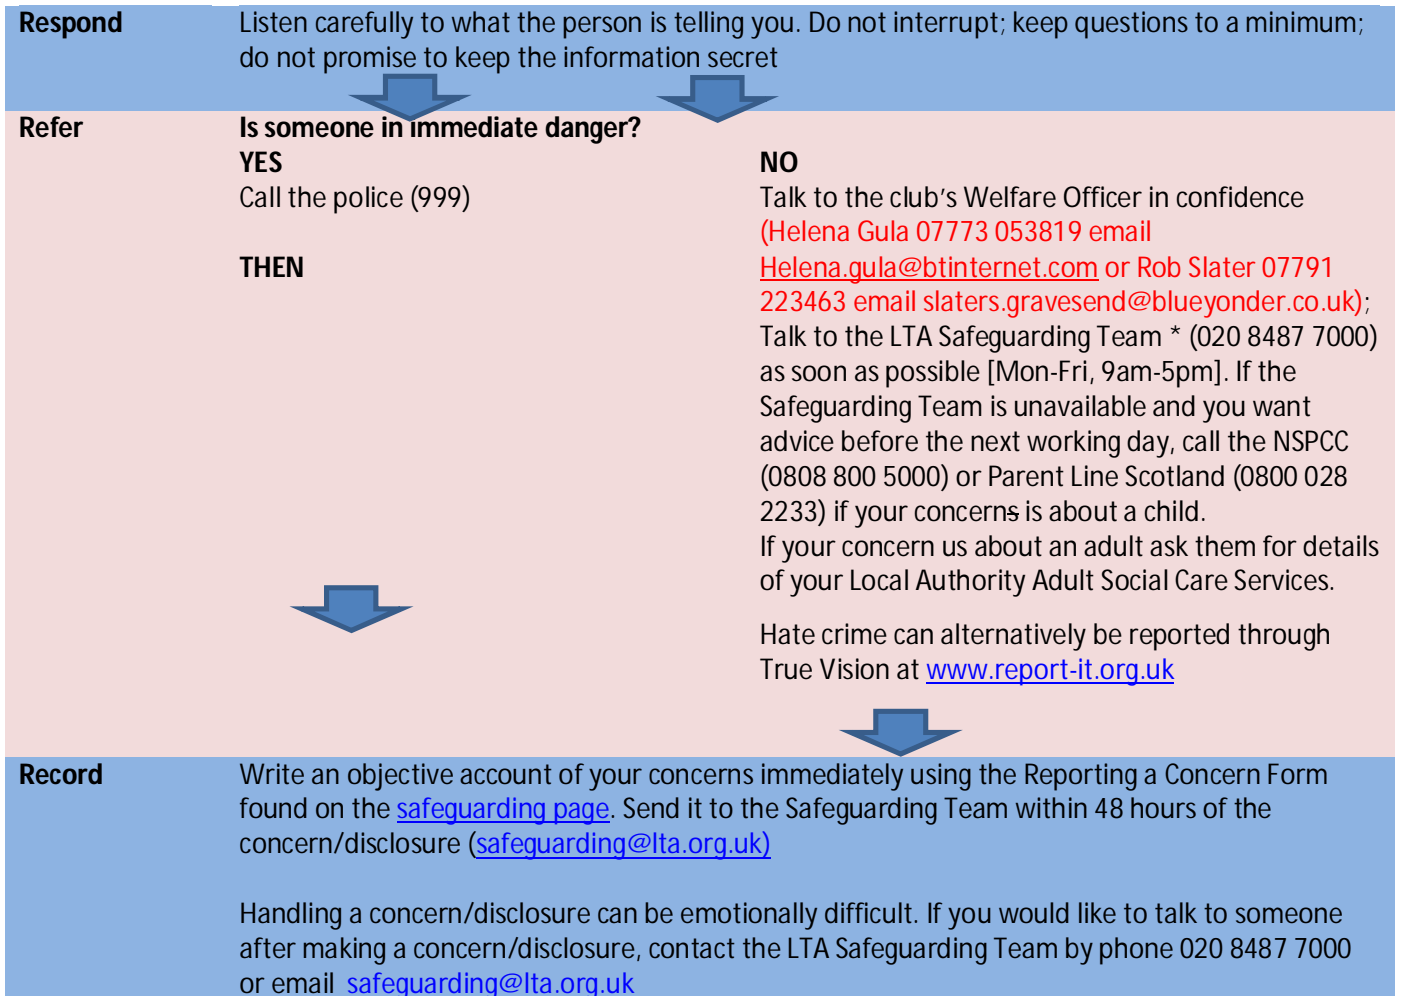 Respond
Listen carefully to what the person is telling you. Do not interrupt; keep questions to a minimum;
do not promise to keep the information secret
Refer
Is someone in immediate danger?
YES
Call the police (999)
THEN
NO
Talk to the club's Welfare Officer in confidence
(Helena Gula 07773 053819 email
Helena.gula@btinternet.com or Rob Slater 07791
223463 email slaters.gravesend@blueyonder.co.uk);
Talk to the LTA Safeguarding Team * (020 8487 7000)
as soon as possible [Mon-Fri, 9am-5pm]. If the
Safeguarding Team is unavailable and you want
advice before the next working day, call the NSPCC
(0808 800 5000) or Parent Line Scotland (0800 028
2233) if your concerns is about a child.
If your concern us about an adult ask them for details
of your Local Authority Adult Social Care Services.
Hate crime can alternatively be reported through
True Vision at www.report-it.org.uk
Record
Write an objective account of your concerns immediately using the Reporting a Concern Form
found on the safeguarding page. Send it to the Safeguarding Team within 48 hours of the
concern/disclosure (safeguarding@lta.org.uk)
Handling a concern/disclosure can be emotionally difficult. If you would like to talk to someone
after making a concern/disclosure, contact the LTA Safeguarding Team by phone 020 8487 7000
or email safeguarding@lta.org.uk